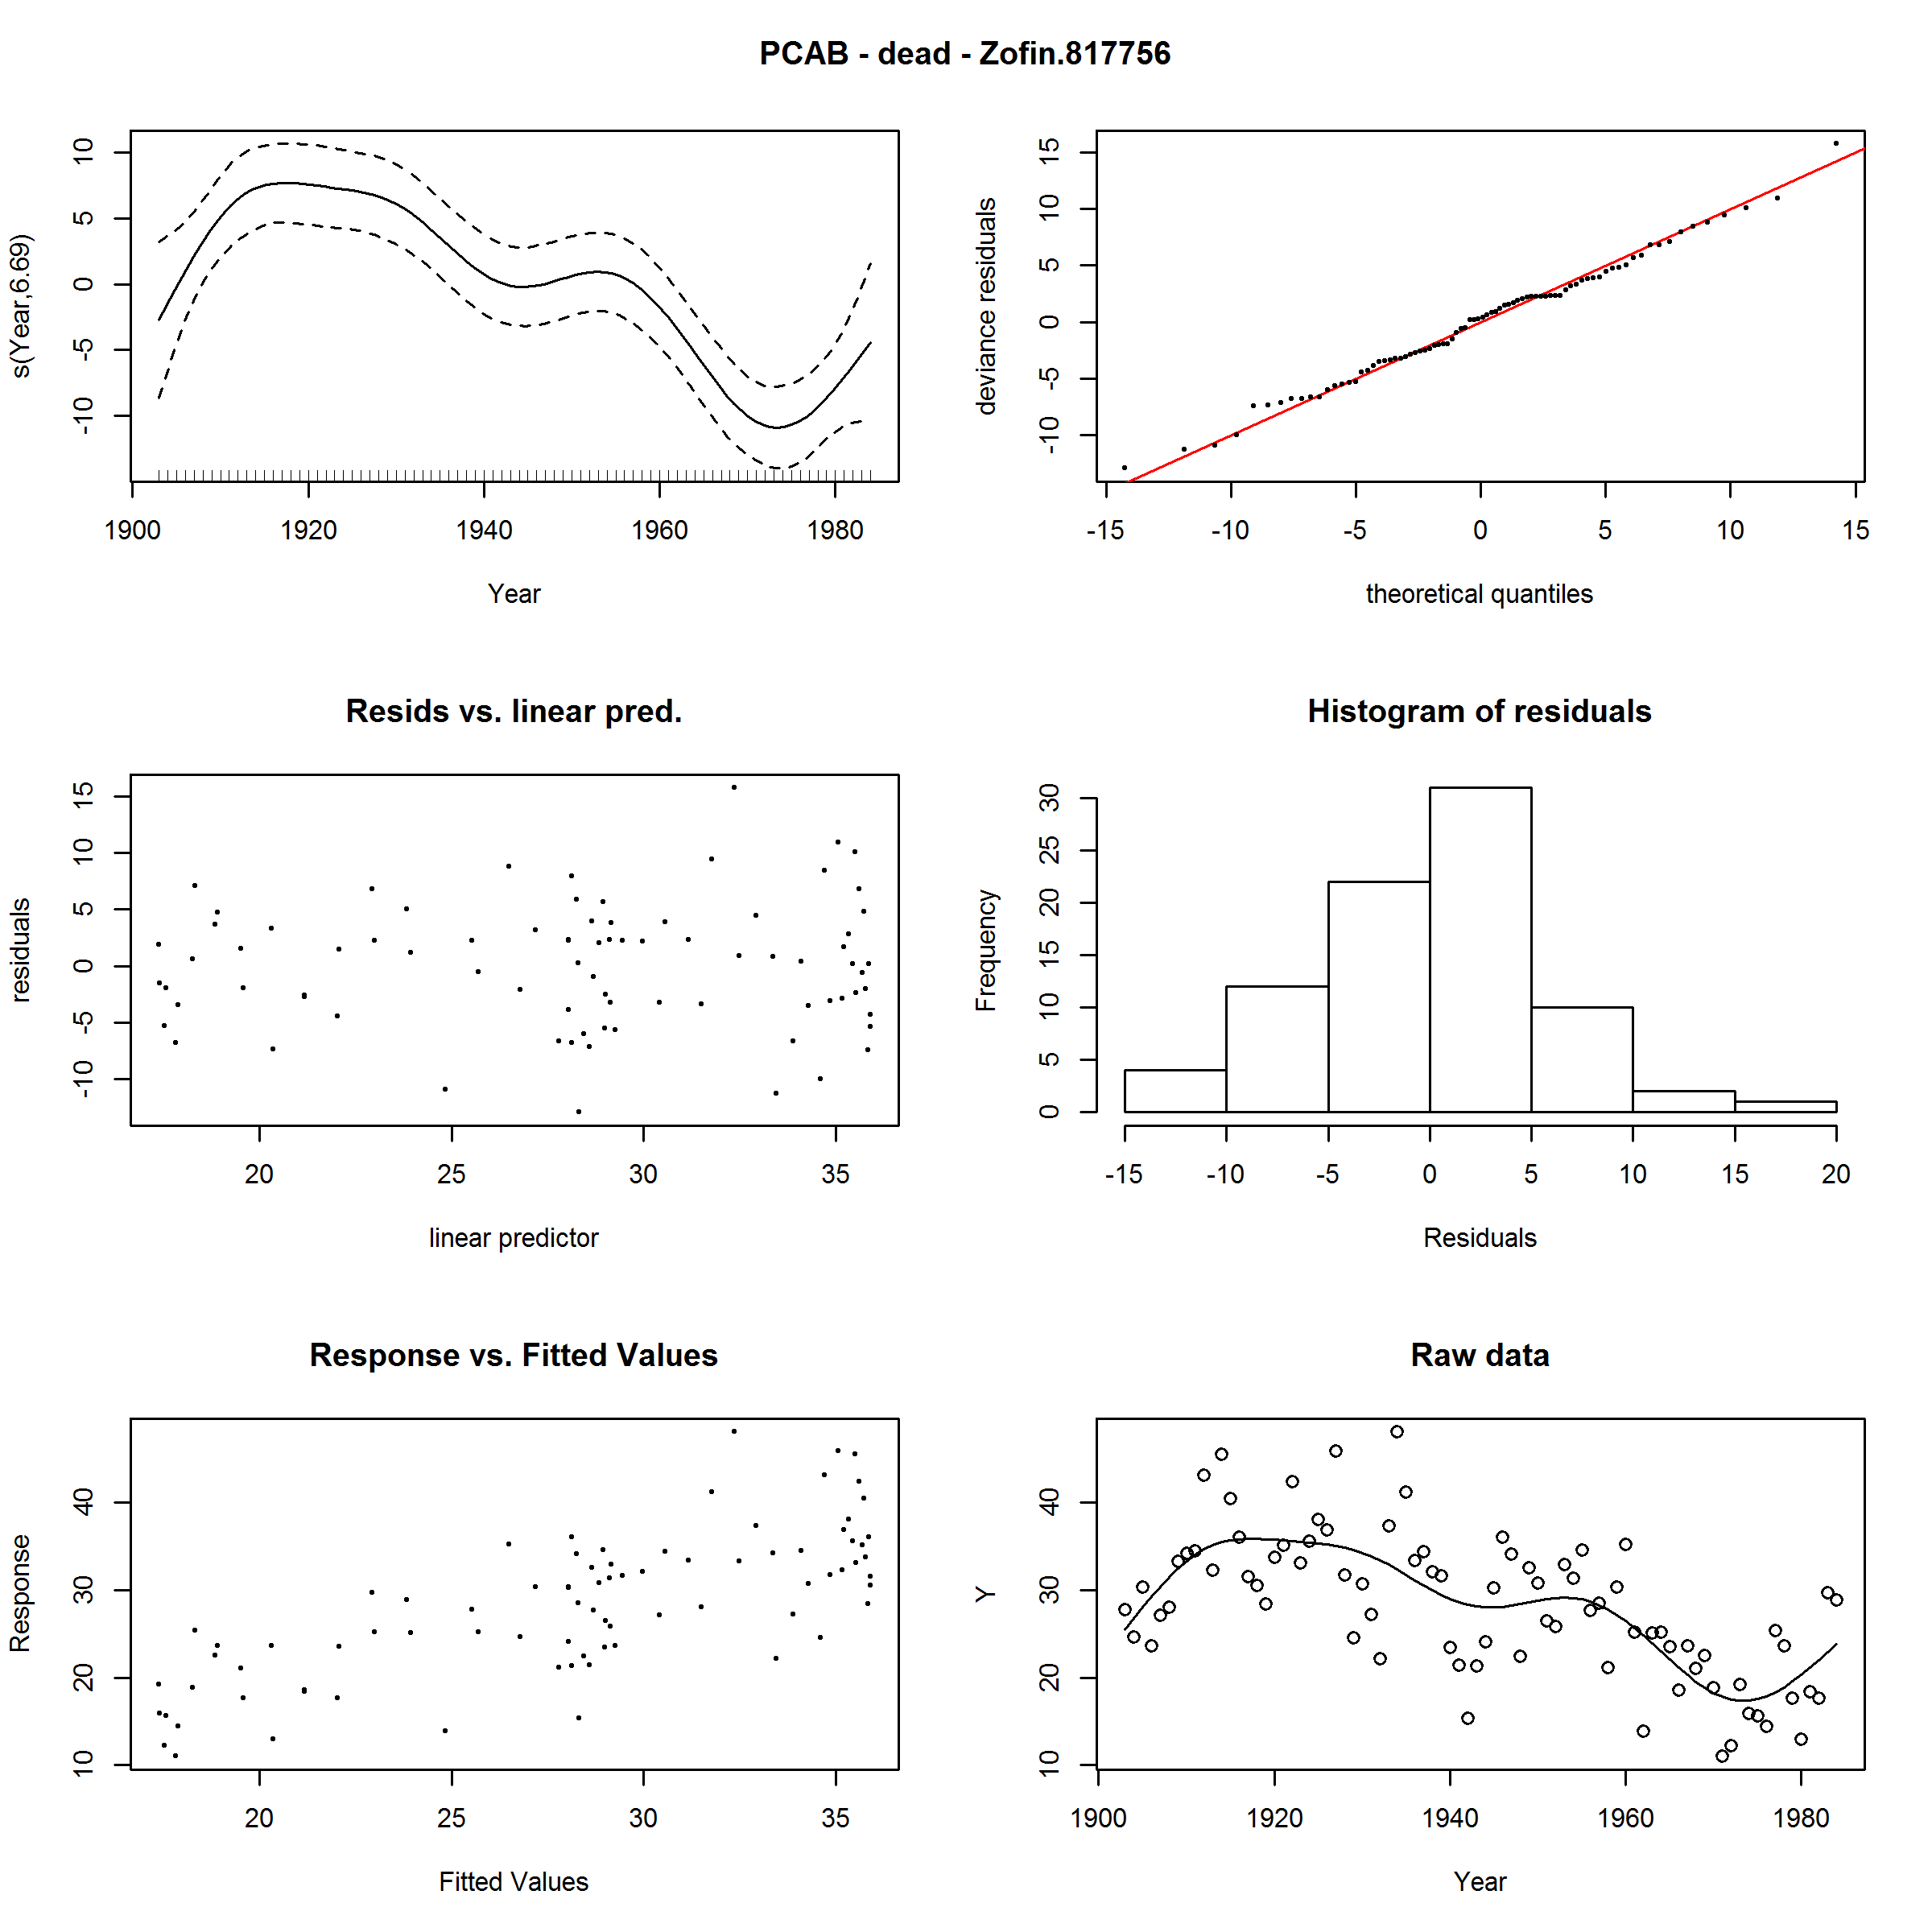 PCAB - dead - Zofin.817756
s(Year,6.69)
10
5
0
-5
-10
1900 1920 1940 1960 1980
Year
deviance residuals
15
10
5
0
-5
-10
-15 -10 -5 0 5 10 15
theoretical quantiles
Resids vs. linear pred.
residuals
15
10
5
0
-5
-10
20 25 30 35
linear predictor
Histogram of residuals
Frequency
30
25
20
15
10
5
0
-15 -10 -5 0 5 10 15 20
Residuals
Response vs. Fitted Values
Response
40
30
20
10
20 25 30 35
Fitted Values
Raw data
Y
40
30
20
10
1900 1920 1940 1960 1980
Year